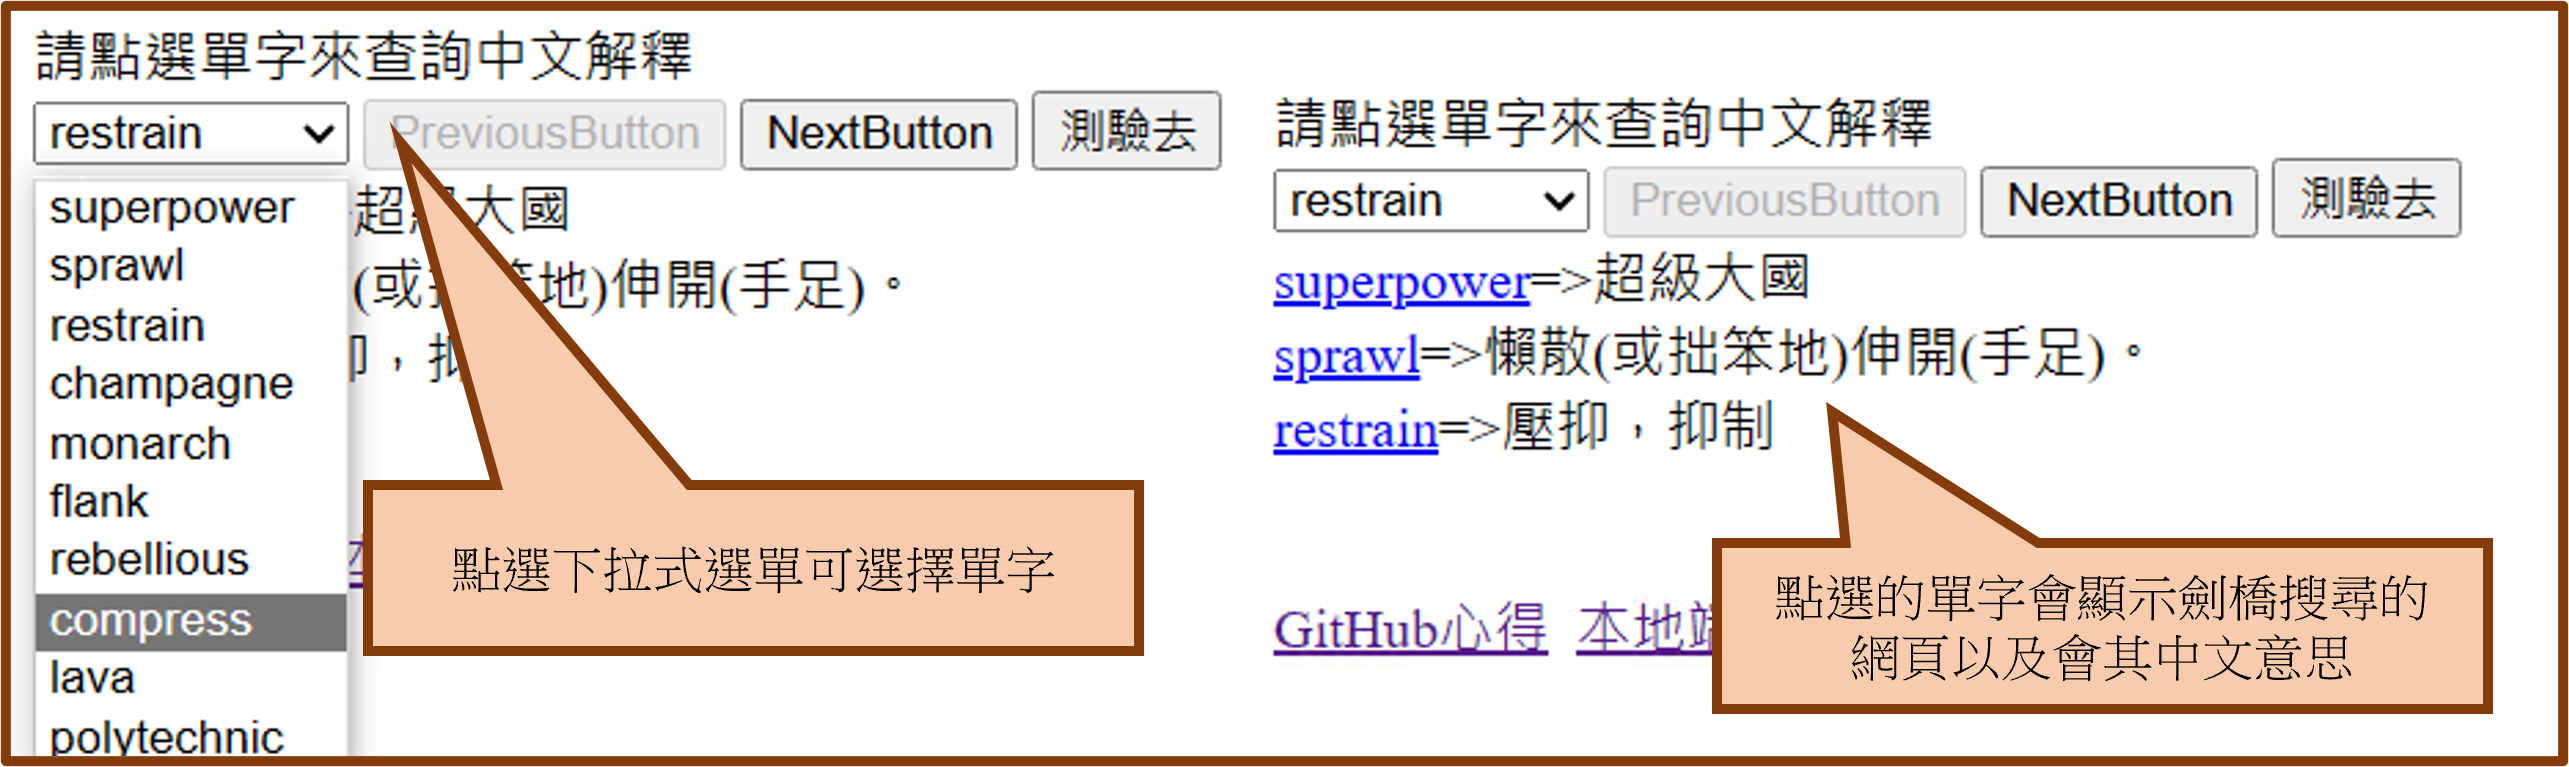 請點選單字來查詢中文解釋
restrain PreviousButton NextButton 測驗去
superpower
超級大國
sprawl
(或拙笨地)伸開(手足)。
restrain
抑，抑
champagne
monarch
flank
rebellious
compress
lava
polytechnic
點選下拉式選單可選擇單字
請點選單字來查詢中文解釋
restrain PreviousButton NextButton 測驗去
superpower=>超級大國
sprawl=>懶散(或拙笨地)伸開(手足)。
restrain=>壓抑，抑制
GitHub心得 本地端
點選的單字會顯示劍橋搜尋的
網頁以及會其中文意思